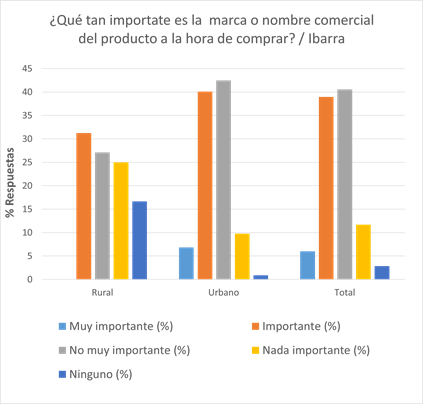 ¿Qué tan importate es la  marca o nombre comercial
del producto a la hora de comprar? / Ibarra
45
40
35
30
25
20
15
10
5
0
% Respuestas
Rural
Urbano
Total
Muy importante (%)
Importante (%)
No muy importante (%)
Nada importante (%)
Ninguno (%)